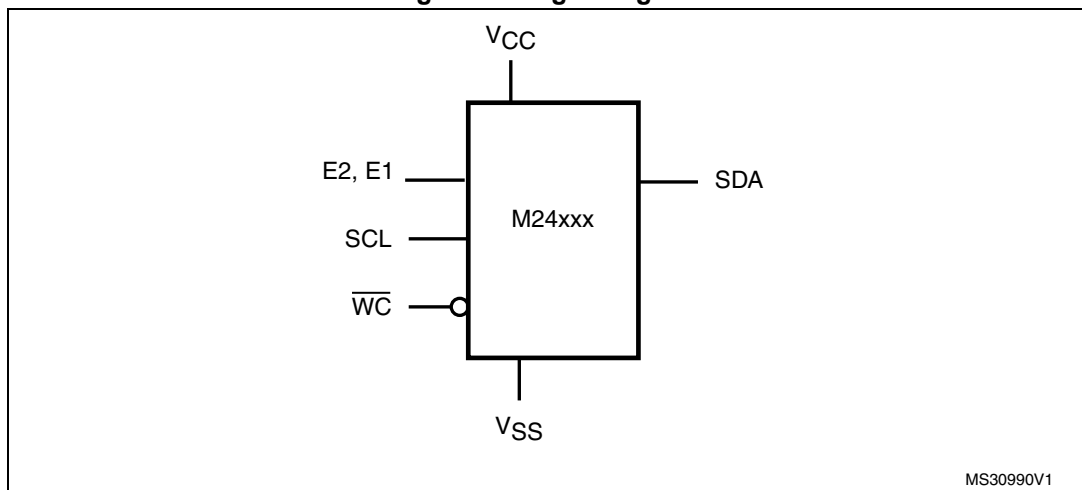 VCC
E2, E1
SDA
M24xxx
SCL
WC
VSS
MS30990V1